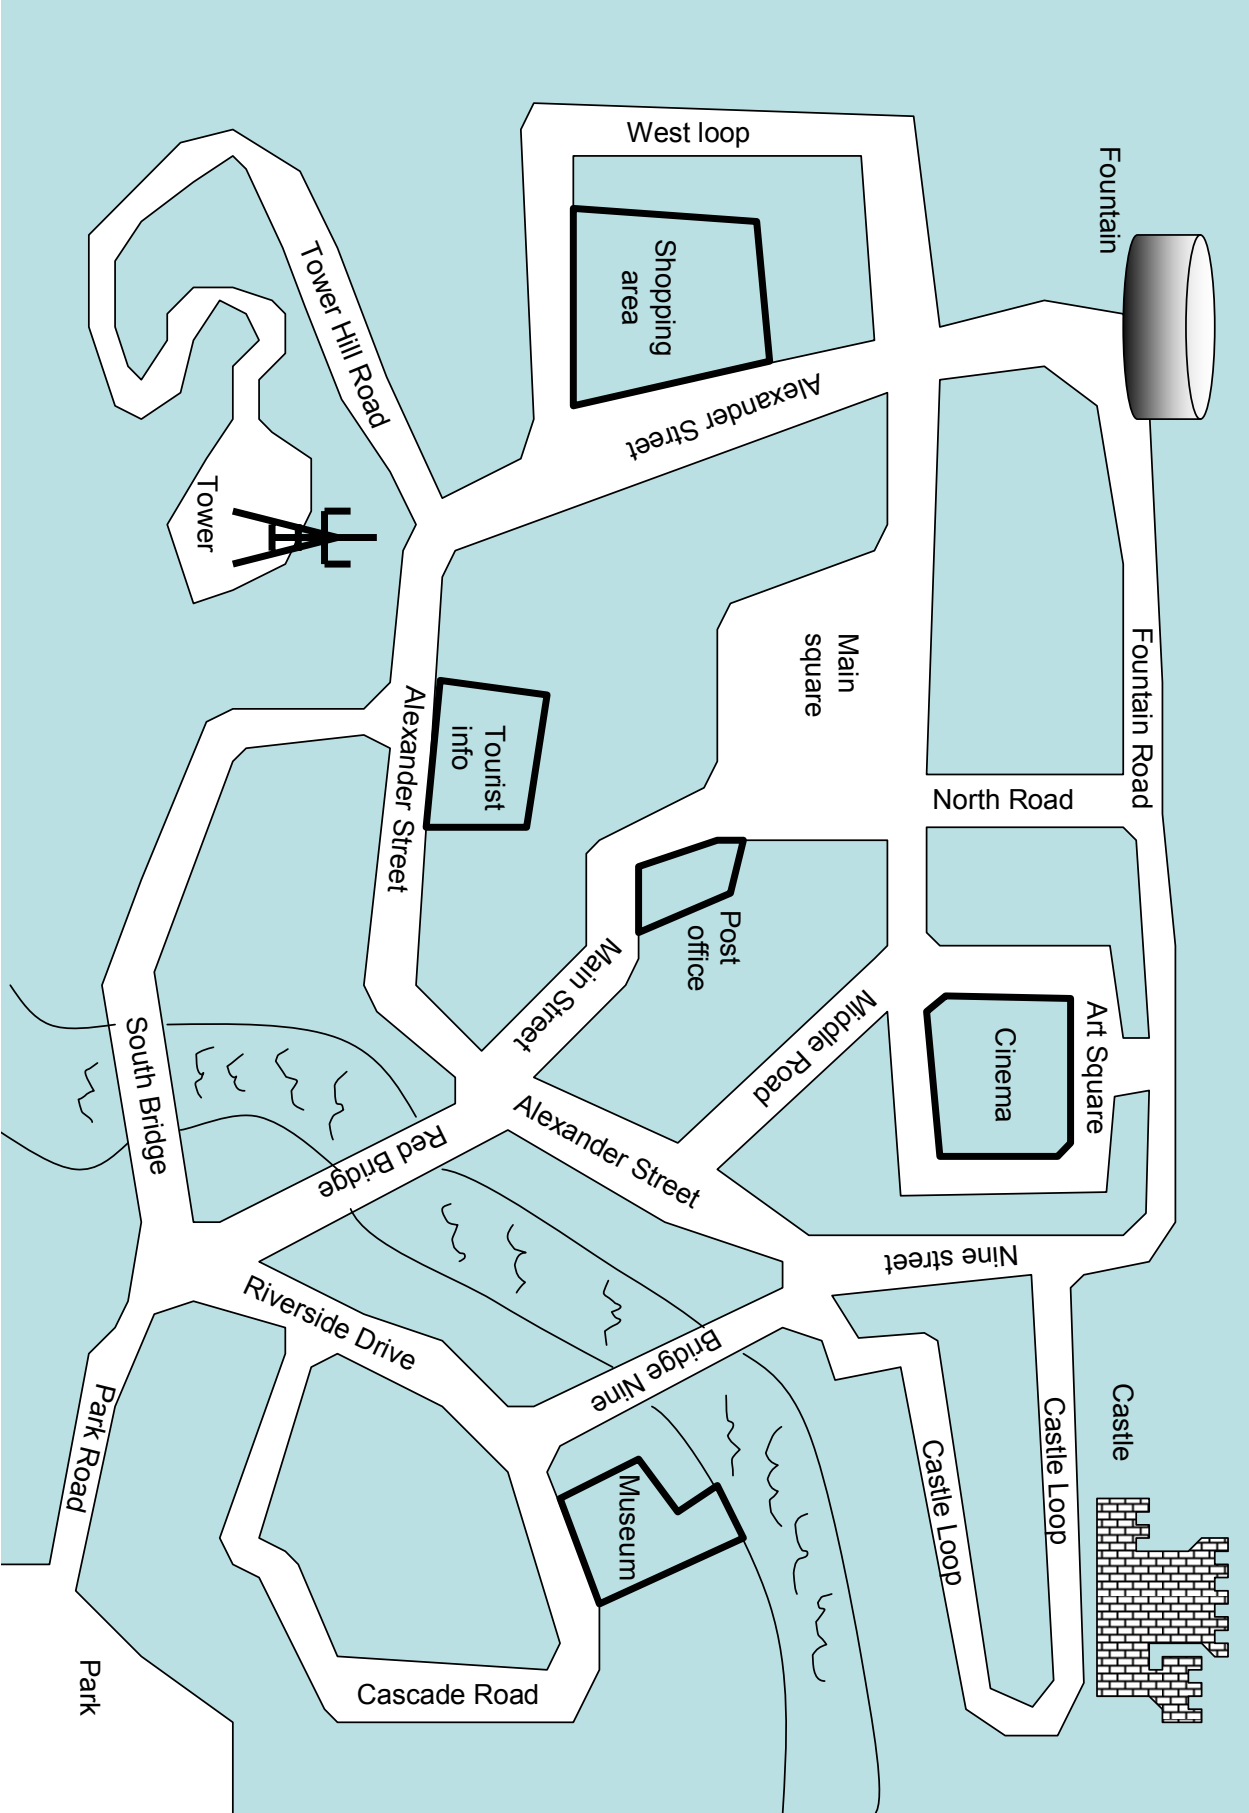 West loop
Fountain
Shopping
area
Tower Hill Road
Alexander Street
Tower
Main
square
Fountain Road
North Road
Tourist
info
Alexander Street
Post
office
Main Street
Middle Road
Art Square
Cinema
South Bridge
Red Bridge
Alexander Street
Nine street
Riverside Drive
Bridge Nine
Park Road
Castle
Castle Loop
Castle Loop
Museum
Cascade Road
Park